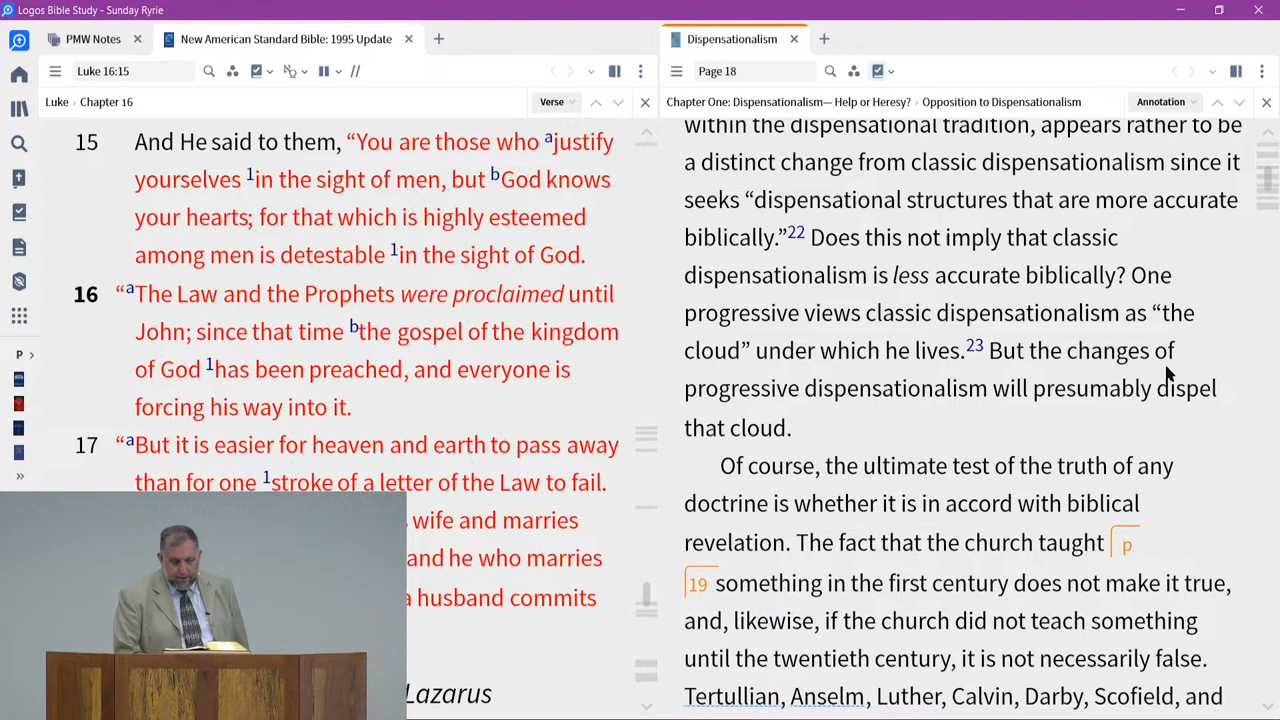 Logos Bible Study - Sunday Ryrie
PMW Notes
New American Standard Bible: 1995 Update
Luke 16:15
Luke › Chapter 16
Verse
15 And He said to them, “You are those who ajustify
yourselves 1in the sight of men, but bGod knows
your hearts; for that which is highly esteemed
among men is detestable 1in the sight of God.
16 “aThe Law and the Prophets were proclaimed until
John; since that time bthe gospel of the kingdom
of God 1has been preached, and everyone is
forcing his way into it.
17 “aBut it is easier for heaven and earth to pass away
than for one 1stroke of a letter of the Law to fail.
wife and marries
and he who marries
a husband commits
Lazarus
P
Dispensationalism
Page 18
Chapter One: Dispensationalism— Help or Heresy? › Opposition to Dispensationalism
Annotation
within the dispensational tradition, appears rather to be
a distinct change from classic dispensationalism since it
seeks “dispensational structures that are more accurate
biblically.”22 Does this not imply that classic
dispensationalism is less accurate biblically? One
progressive views classic dispensationalism as “the
cloud” under which he lives.23 But the changes of
progressive dispensationalism will presumably dispel
that cloud.
Of course, the ultimate test of the truth of any
doctrine is whether it is in accord with biblical
revelation. The fact that the church taught p
19 something in the first century does not make it true,
and, likewise, if the church did not teach something
until the twentieth century, it is not necessarily false.
Tertullian, Anselm, Luther, Calvin, Darby, Scofield, and